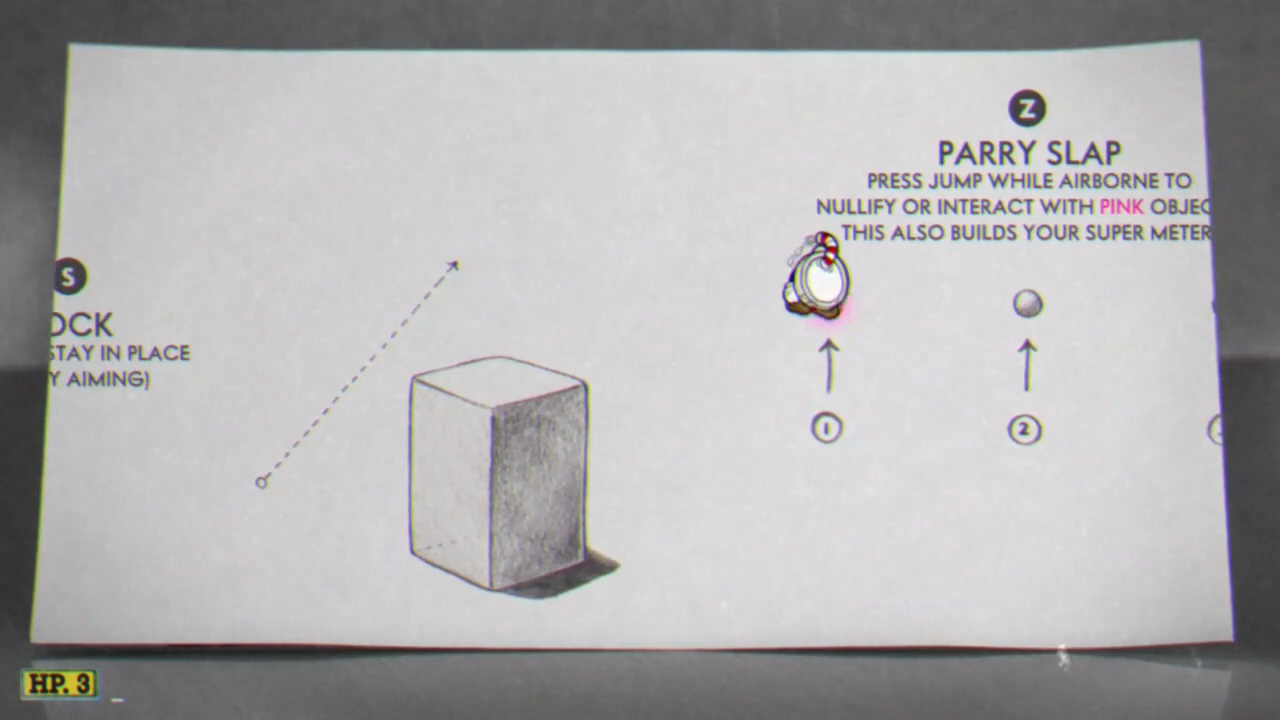 S
OCK
STAY IN PLACE
Y AIMING)
Z
PARRY SLAP
PRESS JUMP WHILE AIRBORNE TO
NULLIFY OR INTERACT WITH PINK OBJEC
THIS ALSO BUILDS YOUR SUPER METER
1
2
HP. 3